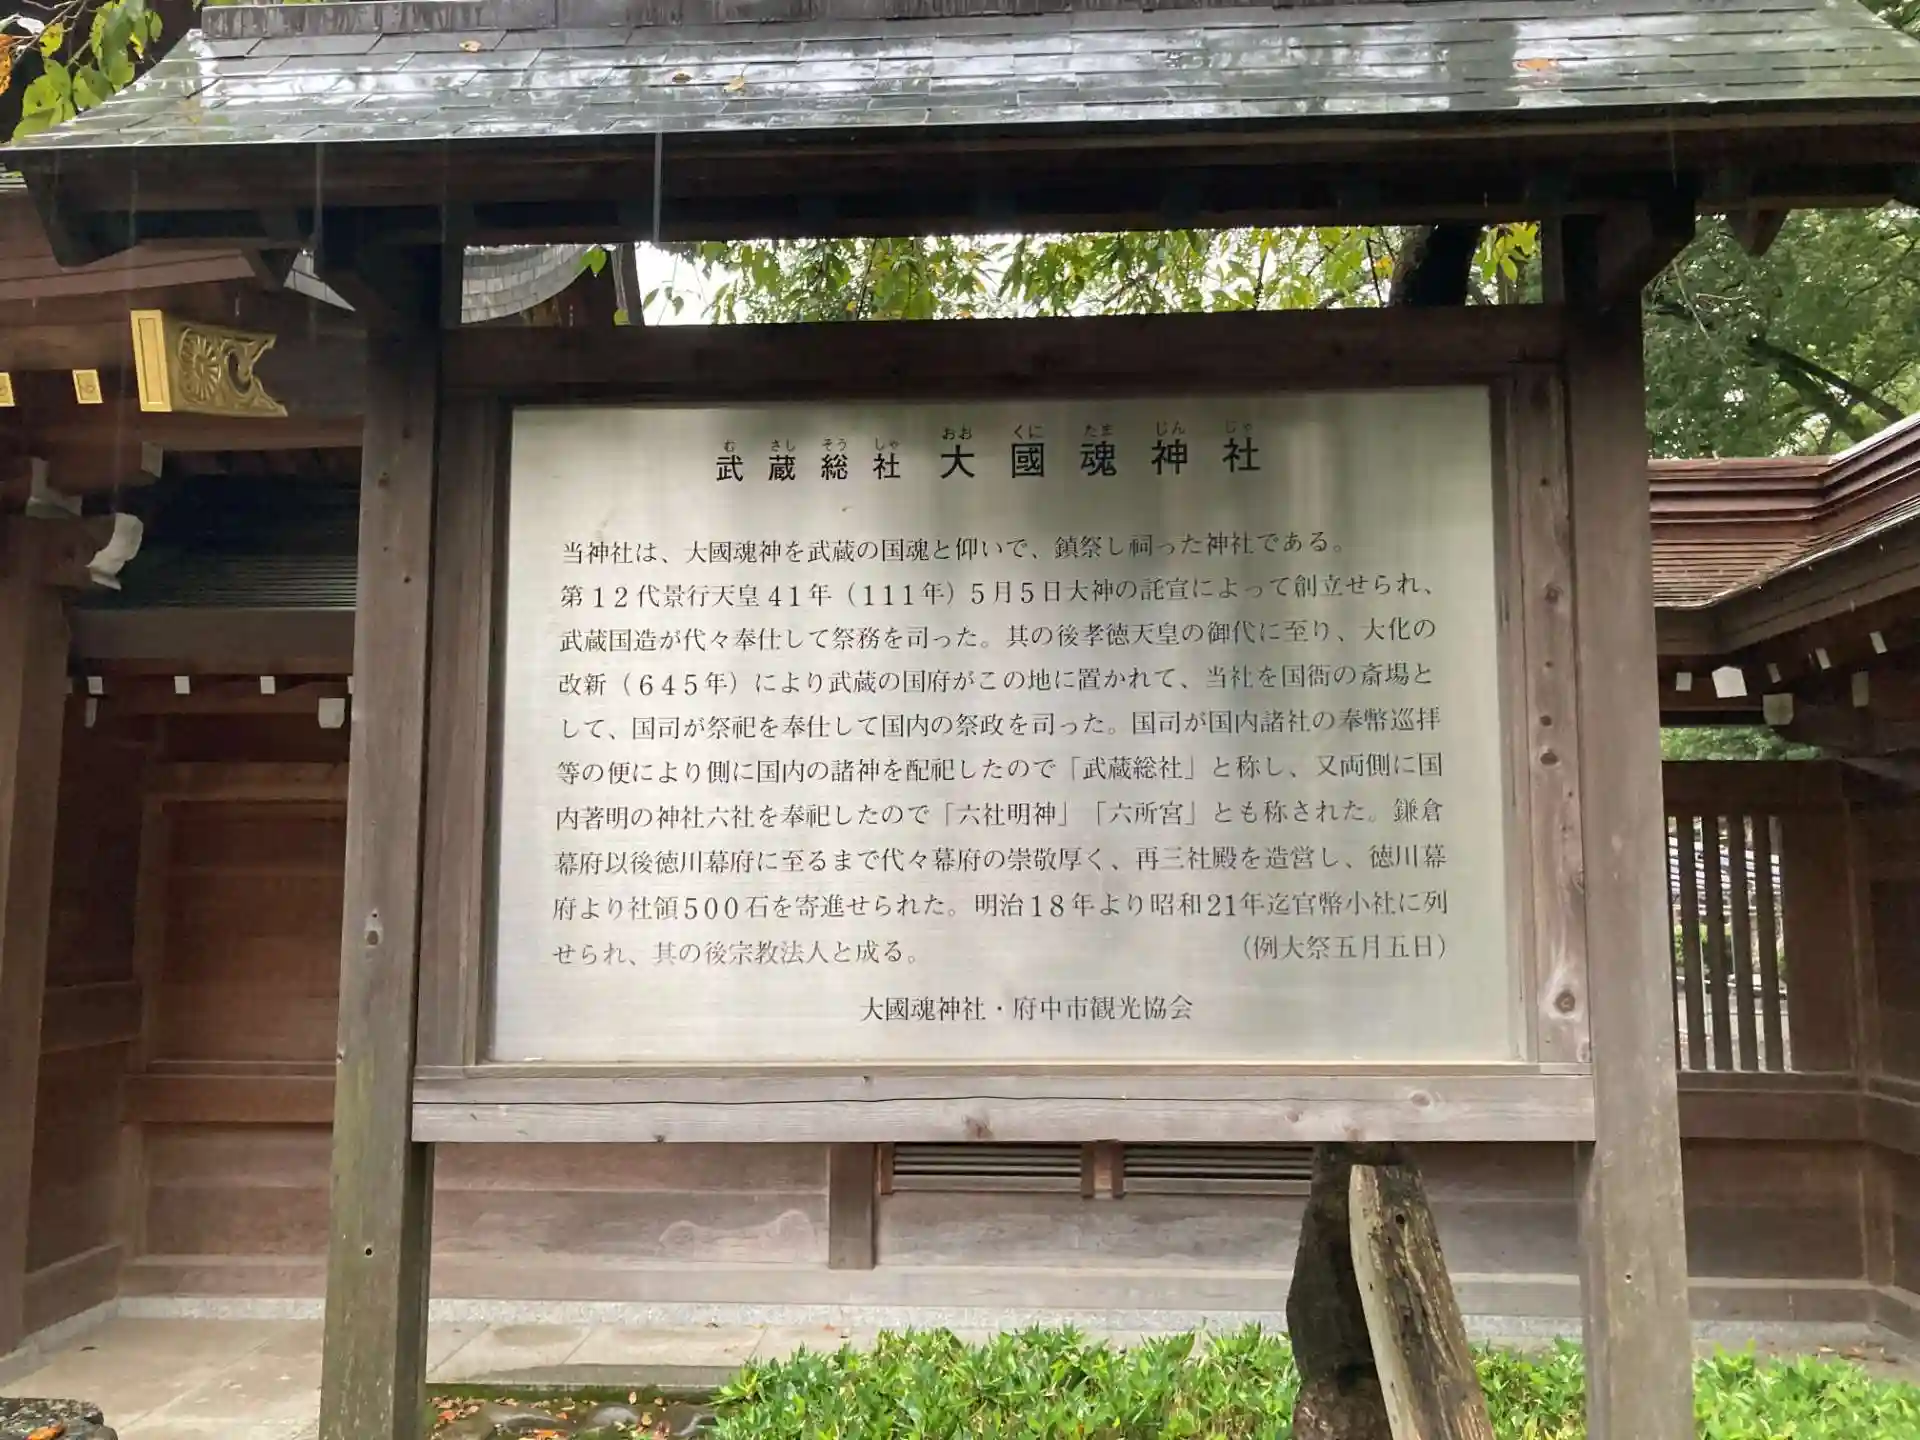 武蔵総社 大國魂神社
むさしそうしゃ おおくにたまじんじゃ
当神社は、大國魂神を武蔵の国魂と仰いで、鎮祭し祠った神社である。
第12代景行天皇41年（111年）5月5日大神の託宣によって創立せられ、
武蔵国造が代々奉仕して祭務を司った。其の後孝徳天皇の御代に至り、大化の
改新（645年）により武蔵の国府がこの地に置かれて、当社を国衙の斎場と
して、国司が祭祀を奉仕して国内の祭政を司った。国司が国内諸社の奉幣巡拝
等の便により側に国内の諸神を配祀したので「武蔵総社」と称し、又両側に国
内著明の神社六社を奉祀したので「六社明神」「六所宮」とも称された。鎌倉
幕府以後徳川幕府に至るまで代々幕府の崇敬厚く、再三社殿を造営し、徳川幕
府より社領500石を寄進せられた。明治18年より昭和21年迄官幣小社に列
せられ、其の後宗教法人と成る。 （例大祭五月五日）
大國魂神社・府中市観光協会